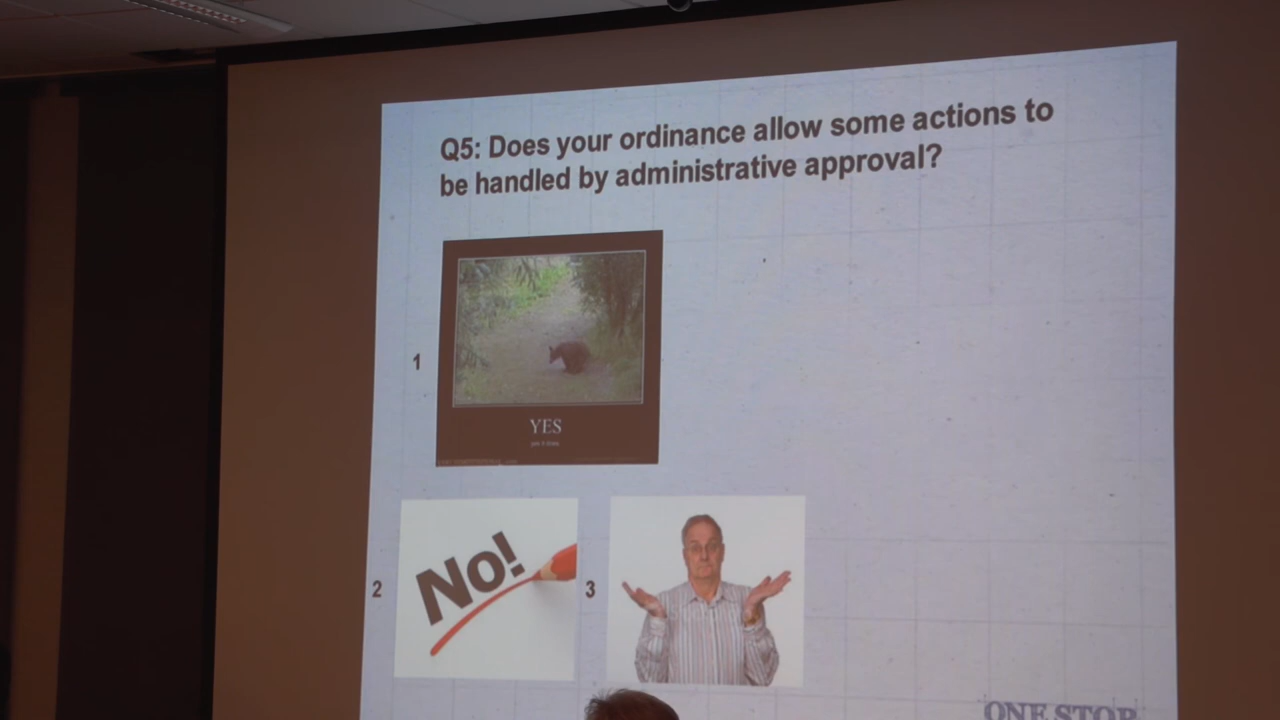 Q5: Does your ordinance allow some actions to
be handled by administrative approval?
1
YES
2
No!
3
ONE STOP